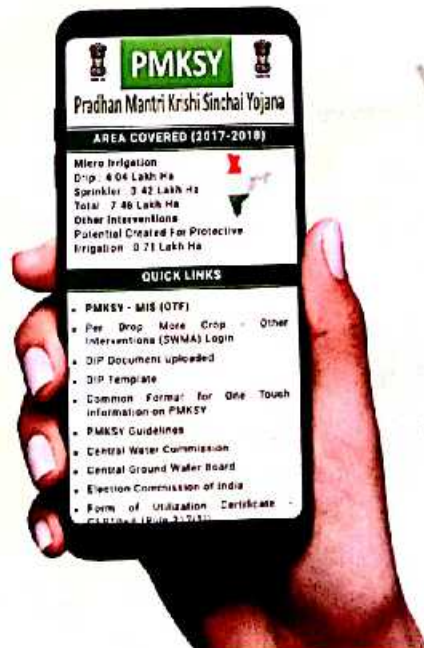 PMKSY
Pradhan Mantri Krishi Sinchai Yojana
AREA COVERED (2017-2018)
Micro Irrigation
Drip : 4.04 Lakh Ha
Sprinkler : 3.42 Lakh Ha
Total : 7.46 Lakh Ha
Other Interventions
Potential Created For Protective
Irrigation : 0.71 Lakh Ha
QUICK LINKS
• PMKSY - MIS (OTF)
• Per Drop More Crop - Other
Interventions (SWMA) Login
• DIP Document uploaded
• DIP Template
• Common Format for One Touch
information on PMKSY
• PMKSY Guidelines
• Central Water Commission
• Central Ground Water Board
• Election Commission of India
• Form of Utilization Certificate -